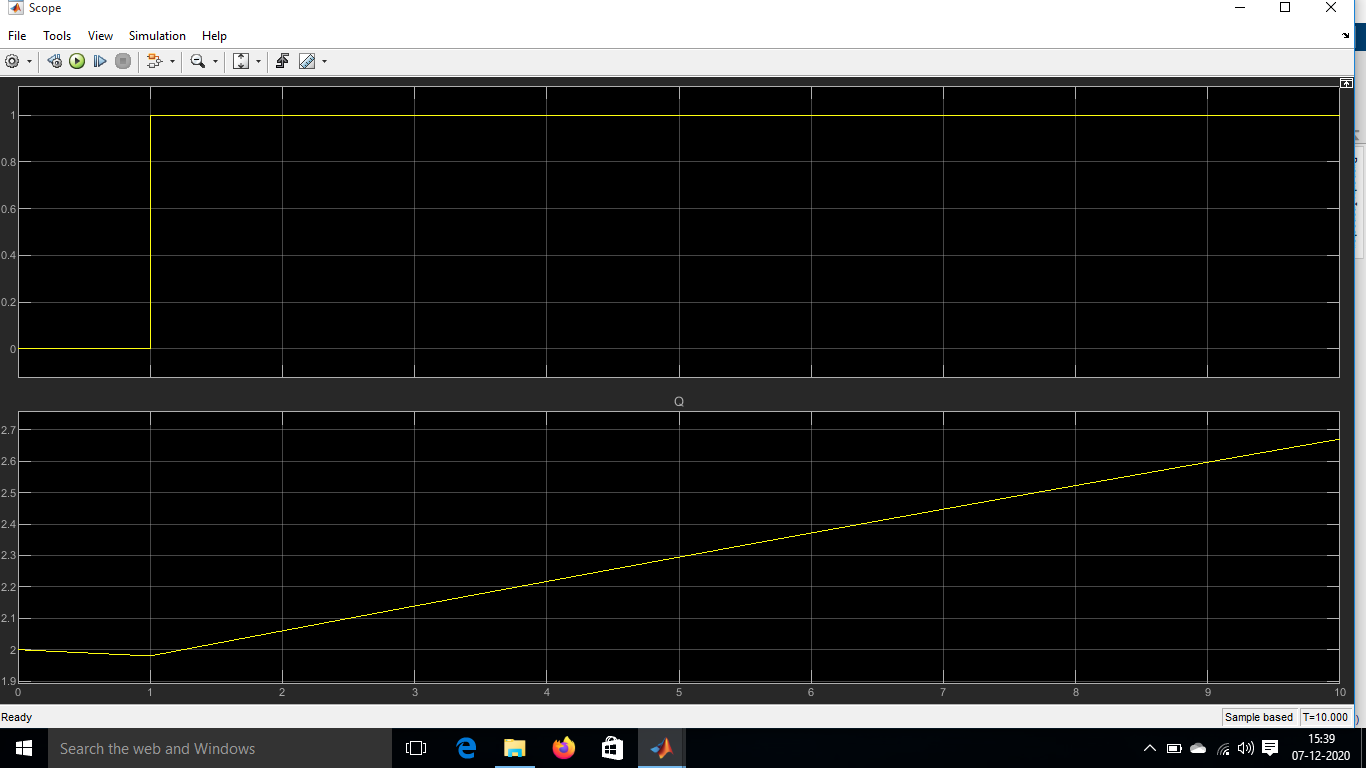 Scope
File Tools View Simulation Help
1
0.8
0.6
0.4
0.2
0
Q
2.7
2.6
2.5
2.4
2.3
2.2
2.1
2
1.9
0 1 2 3 4 5 6 7 8 9 10
Ready Sample based T=10.000
Search the web and Windows
15:39
07-12-2020